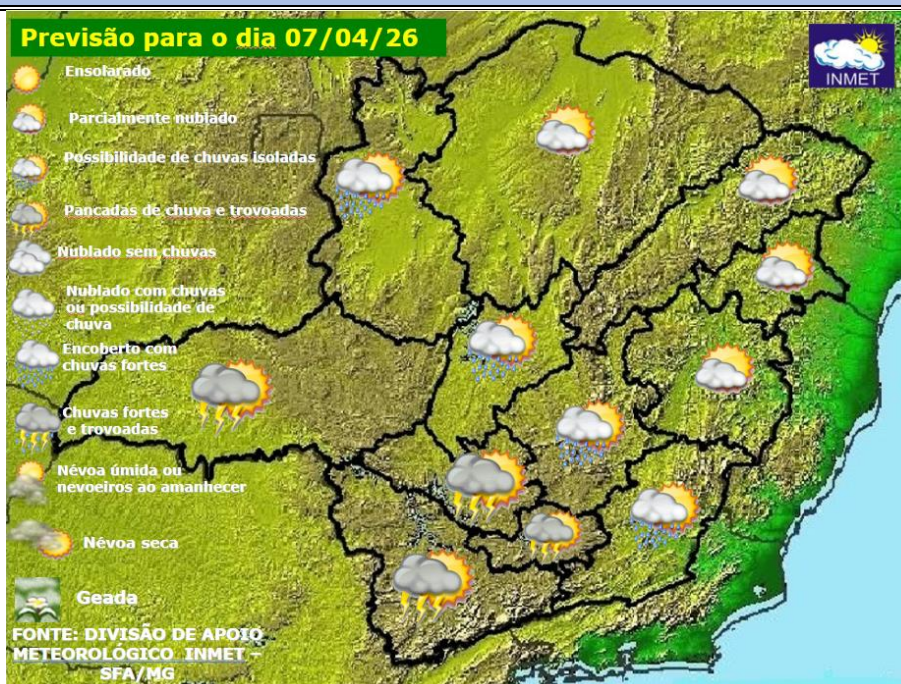 Previsão para o dia 07/04/26
INMET
Ensolarado
Parcialmente nublado
Possibilidade de chuvas isoladas
Pancadas de chuva e trovoadas
Nublado sem chuvas
Nublado com chuvas
ou possibilidade de
chuva
Encoberto com
chuvas fortes
Chuvas fortes
e trovoadas
Névoa úmida ou
nevoeiros ao amanhecer
Névoa seca
Geada
FONTE: DIVISÃO DE APOIO
METEOROLÓGICO INMET –
SFA/MG